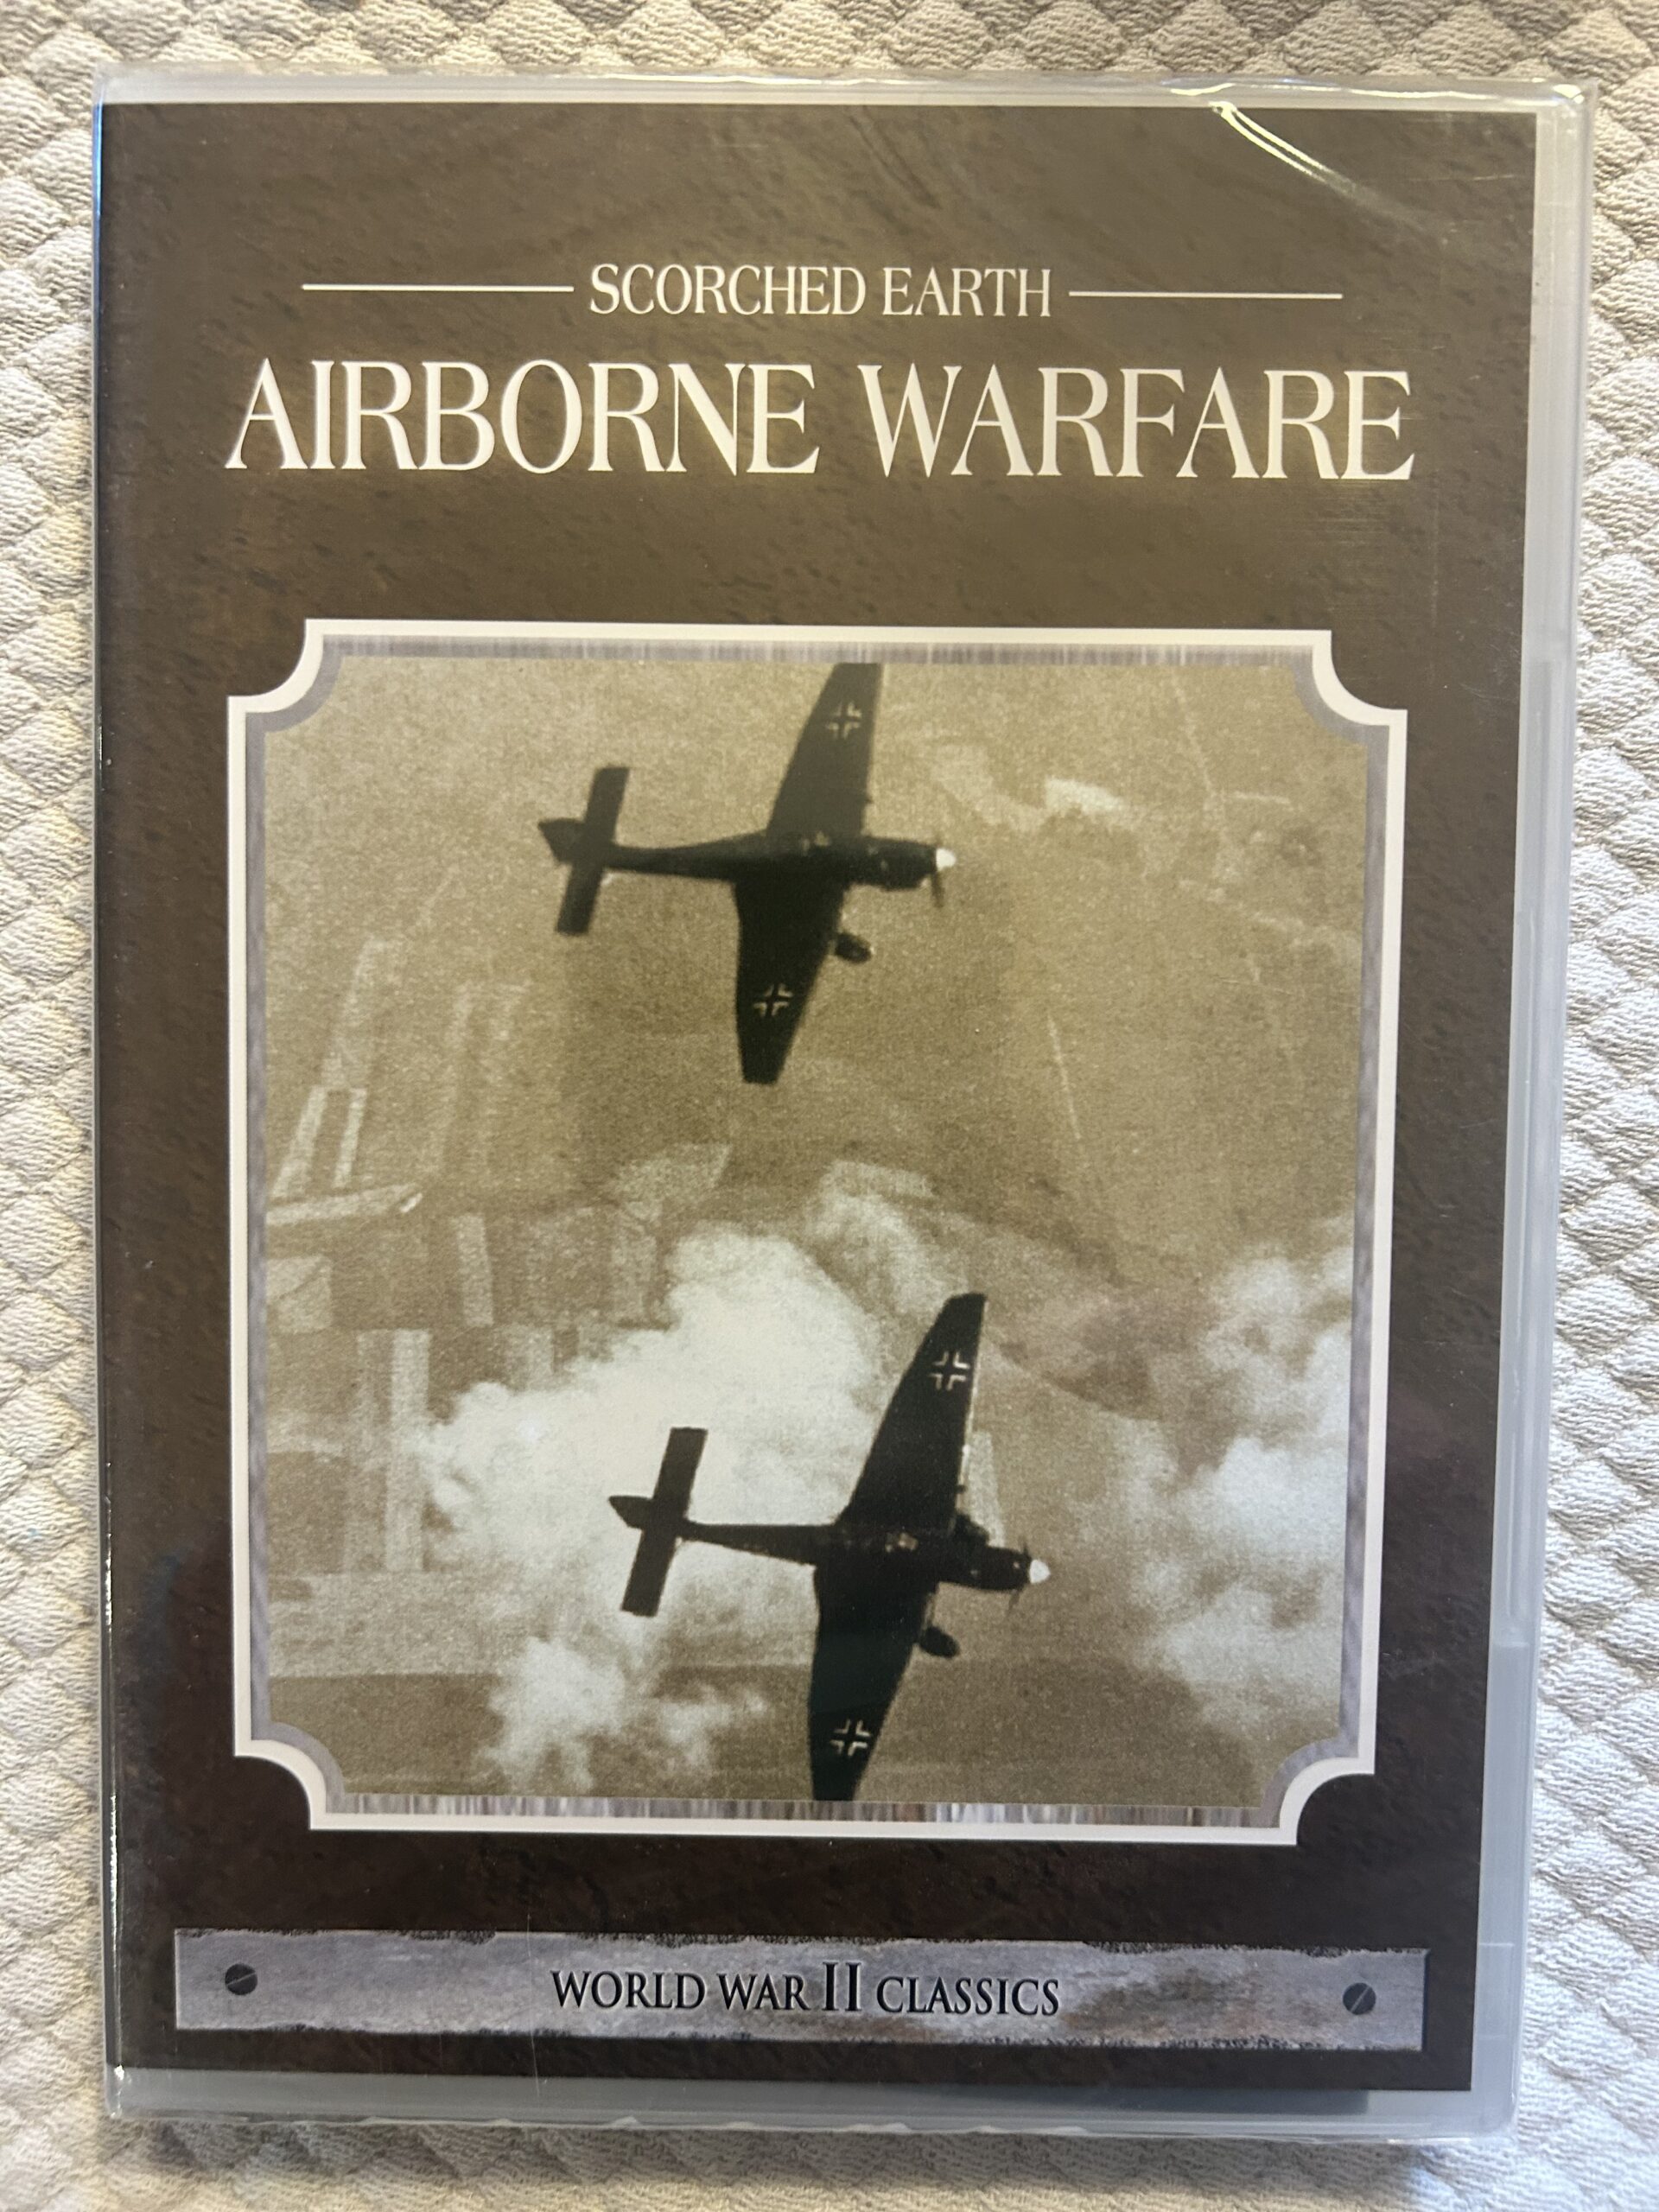 SCORCHED EARTH
AIRBORNE WARFARE
WORLD WAR II CLASSICS